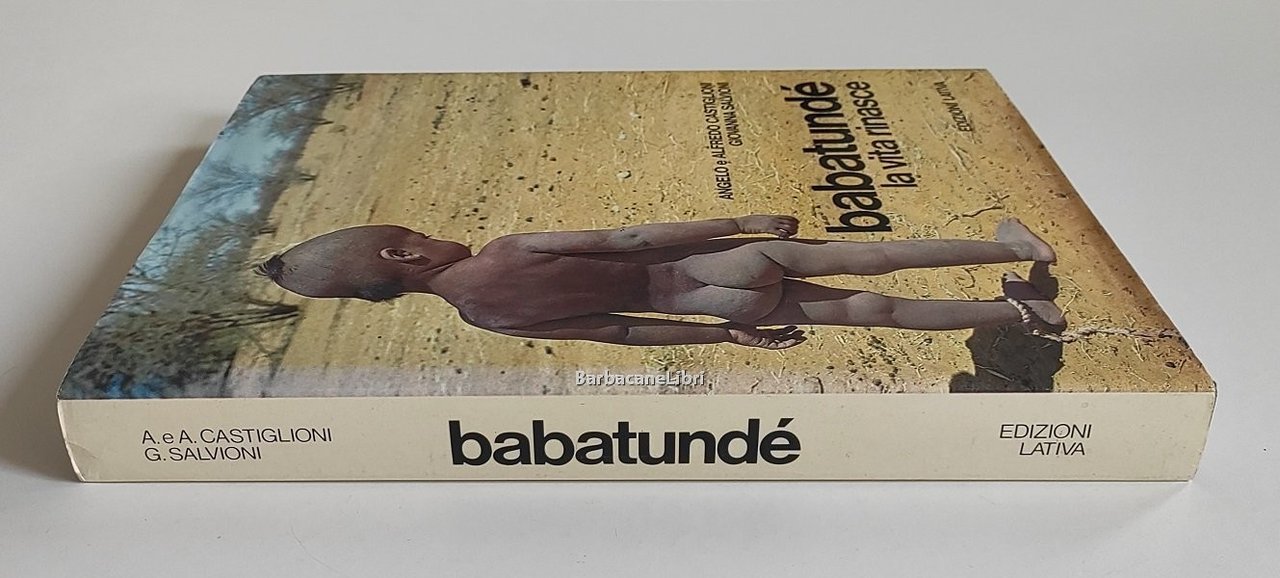 ANGELO e ALFREDO CASTIGLIONI
GIOVANNA SALVIONI
babatundé
la vita rinasce
EDIZIONI LATIVA
BarbacaneLibri
A. e A. CASTIGLIONI
G. SALVIONI
babatundé
EDIZIONI
LATIVA